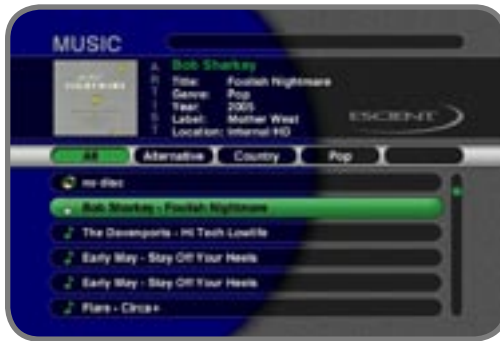 MUSIC
ARTIST
Bob Sharkey
Title: Foolish Nightmare
Genre: Pop
Year: 2005
Label: Mother West
Location: Internal HD
ESCIENT
All Alternative Country Pop
no disc
Bob Sharkey - Foolish Nightmare
The Davenports - Hi Tech Lowlife
Early May - Stay Off Your Heels
Early May - Stay Off Your Heels
Flare - Circa